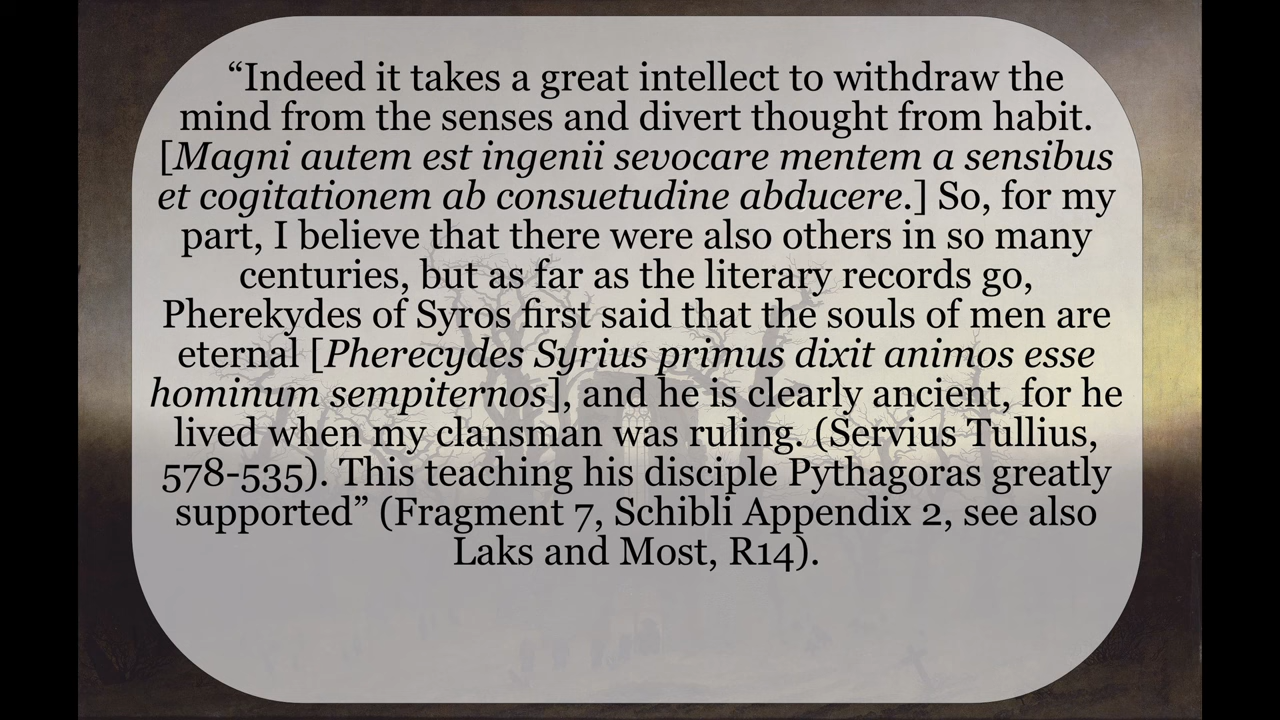 “Indeed it takes a great intellect to withdraw the
mind from the senses and divert thought from habit.
[Magni autem est ingenii sevocare mentem a sensibus
et cogitationem ab consuetudine abducere.] So, for my
part, I believe that there were also others in so many
centuries, but as far as the literary records go,
Pherekydes of Syros first said that the souls of men are
eternal [Pherecydes Syrius primus dixit animos esse
hominum sempiternos], and he is clearly ancient, for he
lived when my clansman was ruling. (Servius Tullius,
578-535). This teaching his disciple Pythagoras greatly
supported” (Fragment 7, Schibli Appendix 2, see also
Laks and Most, R14).